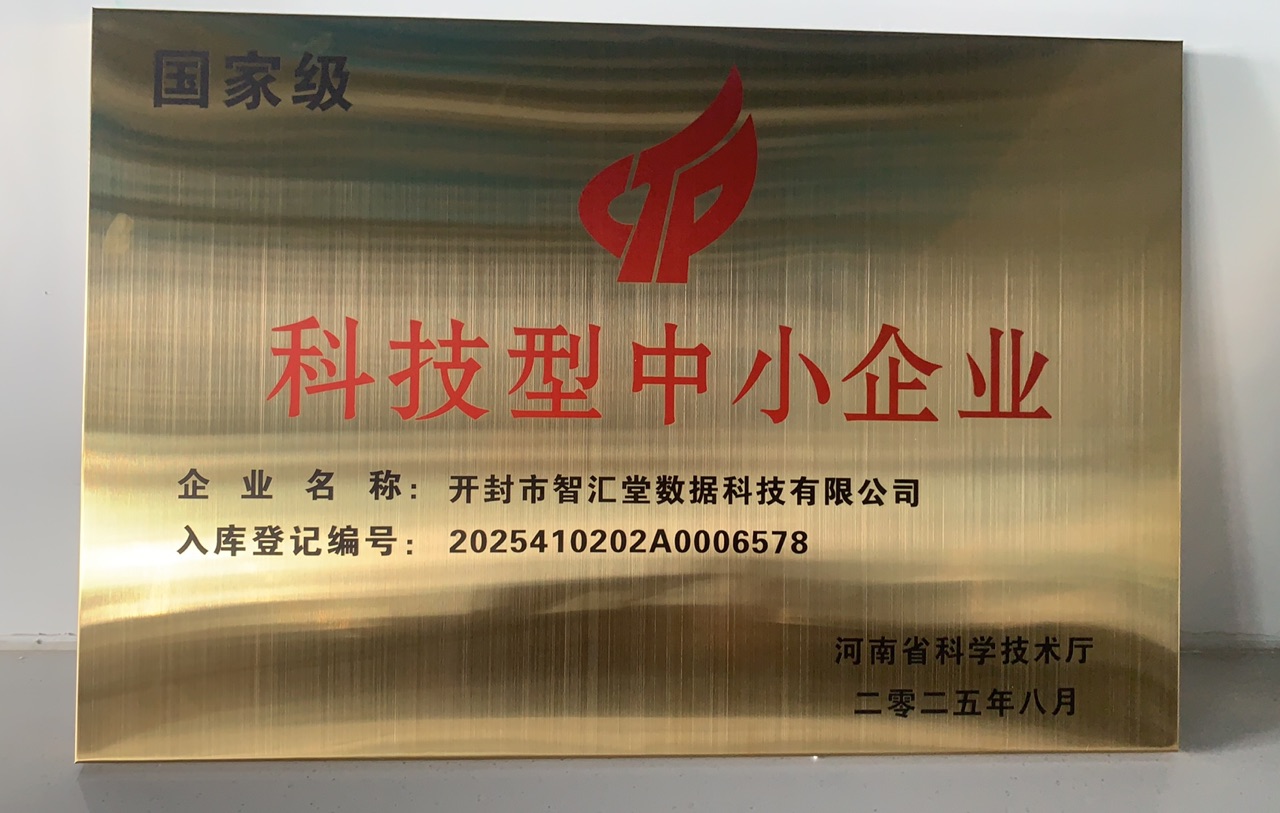 国家级
科技型中小企业
企业名称：开封市智汇堂数据科技有限公司
入库登记编号：2025410202A0006578
河南省科学技术厅
二零二五年八月